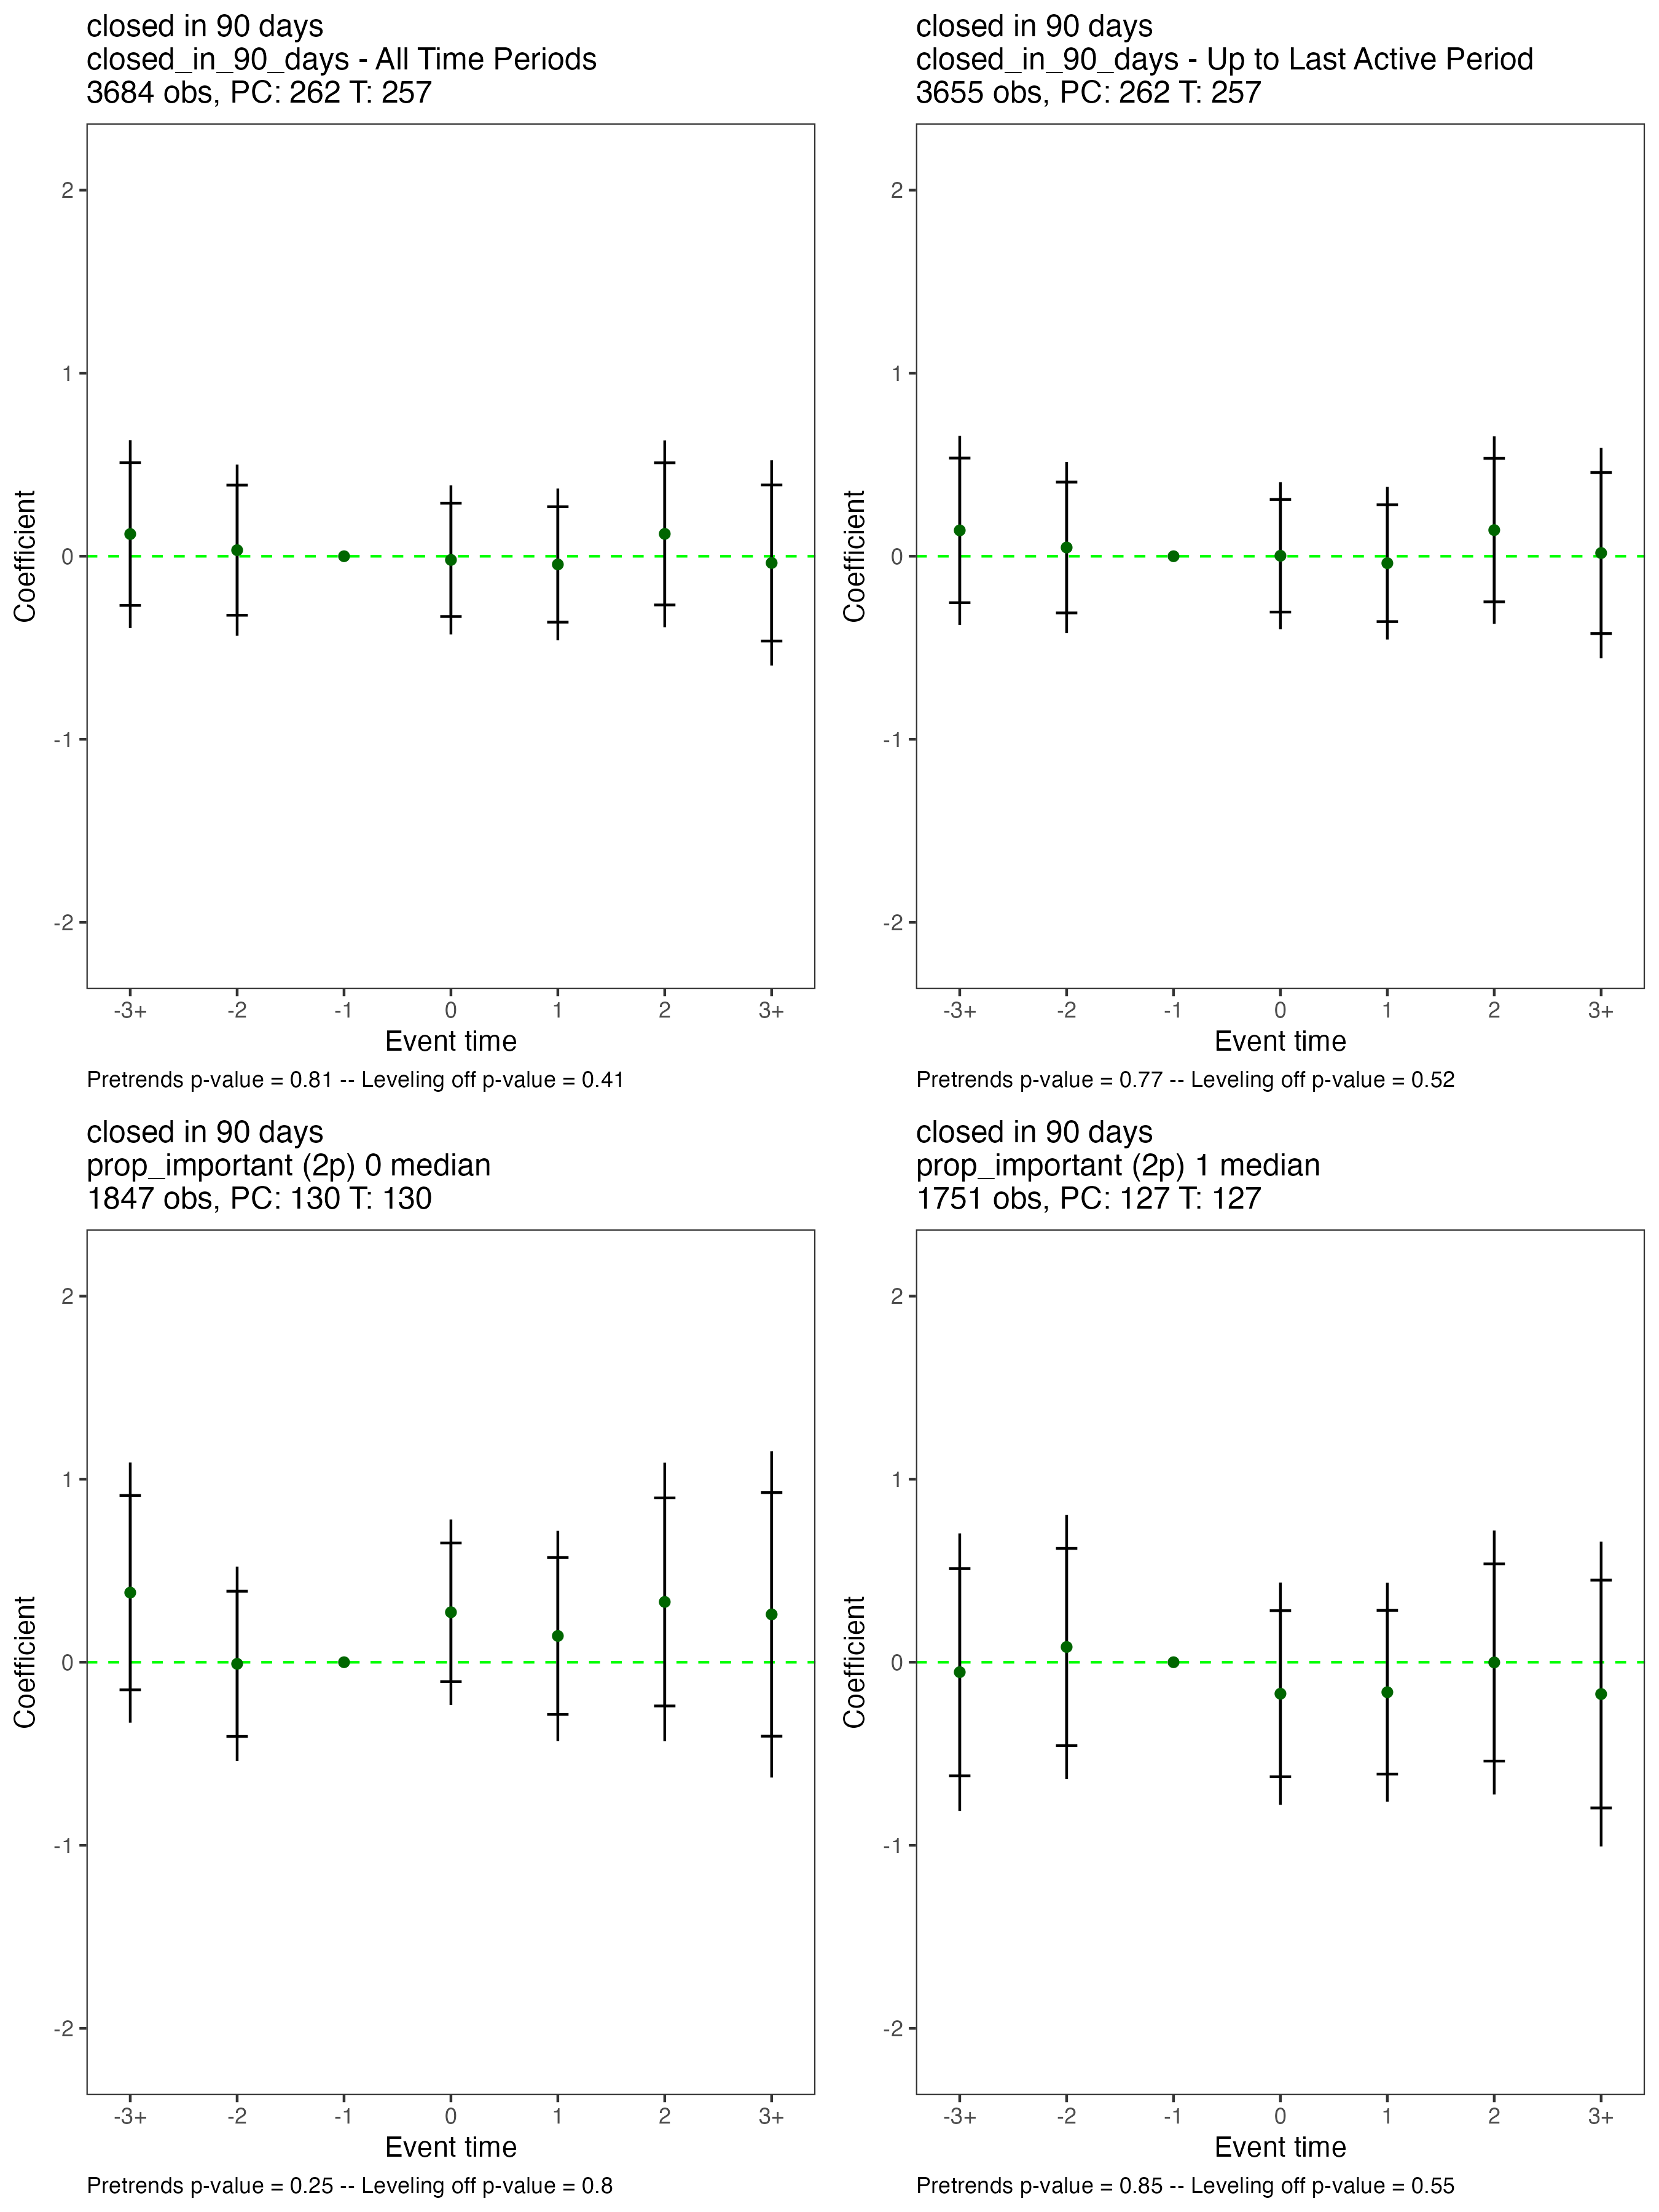 closed in 90 days
closed_in_90_days - All Time Periods
3684 obs, PC: 262 T: 257
2
1
0
-1
-2
Coefficient
-3+ -2 -1 0 1 2 3+
Event time
Pretrends p-value = 0.81 -- Leveling off p-value = 0.41
closed in 90 days
closed_in_90_days - Up to Last Active Period
3655 obs, PC: 262 T: 257
2
1
0
-1
-2
Coefficient
-3+ -2 -1 0 1 2 3+
Event time
Pretrends p-value = 0.77 -- Leveling off p-value = 0.52
closed in 90 days
prop_important (2p) 0 median
1847 obs, PC: 130 T: 130
2
1
0
-1
-2
Coefficient
-3+ -2 -1 0 1 2 3+
Event time
Pretrends p-value = 0.25 -- Leveling off p-value = 0.8
closed in 90 days
prop_important (2p) 1 median
1751 obs, PC: 127 T: 127
2
1
0
-1
-2
Coefficient
-3+ -2 -1 0 1 2 3+
Event time
Pretrends p-value = 0.85 -- Leveling off p-value = 0.55